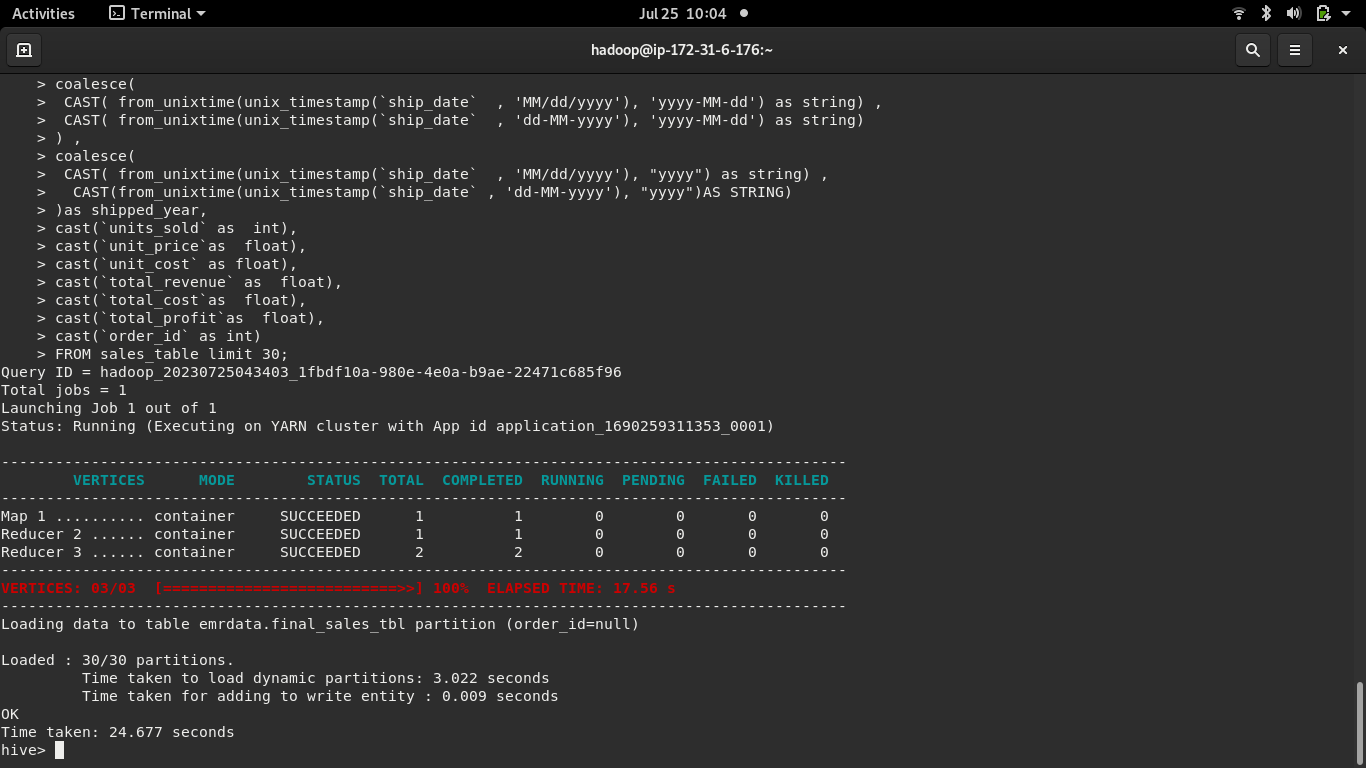 Activities Terminal Jul 25 10:04
hadoop@ip-172-31-6-176:~
    > coalesce(
    >  CAST( from_unixtime(unix_timestamp(`ship_date`  , 'MM/dd/yyyy'), 'yyyy-MM-dd') as string) ,
    >  CAST( from_unixtime(unix_timestamp(`ship_date`  , 'dd-MM-yyyy'), 'yyyy-MM-dd') as string)
    > ) ,
    > coalesce(
    >  CAST( from_unixtime(unix_timestamp(`ship_date`  , 'MM/dd/yyyy'), "yyyy") as string) ,
    >   CAST(from_unixtime(unix_timestamp(`ship_date` , 'dd-MM-yyyy'), "yyyy")AS STRING)
    > )as shipped_year,
    > cast(`units_sold` as  int),
    > cast(`unit_price`as  float),
    > cast(`unit_cost` as float),
    > cast(`total_revenue` as  float),
    > cast(`total_cost`as  float),
    > cast(`total_profit`as  float),
    > cast(`order_id` as int)
    > FROM sales_table limit 30;
Query ID = hadoop_20230725043403_1fbdf10a-980e-4e0a-b9ae-22471c685f96
Total jobs = 1
Launching Job 1 out of 1
Status: Running (Executing on YARN cluster with App id application_1690259311353_0001)

----------------------------------------------------------------------------------------------
        VERTICES      MODE        STATUS  TOTAL  COMPLETED  RUNNING  PENDING  FAILED  KILLED
----------------------------------------------------------------------------------------------
Map 1 .......... container     SUCCEEDED      1          1        0        0       0       0
Reducer 2 ...... container     SUCCEEDED      1          1        0        0       0       0
Reducer 3 ...... container     SUCCEEDED      2          2        0        0       0       0
----------------------------------------------------------------------------------------------
VERTICES: 03/03  [==========================>>] 100%  ELAPSED TIME: 17.56 s
----------------------------------------------------------------------------------------------
Loading data to table emrdata.final_sales_tbl partition (order_id=null)

Loaded : 30/30 partitions.
         Time taken to load dynamic partitions: 3.022 seconds
         Time taken for adding to write entity : 0.009 seconds
OK
Time taken: 24.677 seconds
hive>